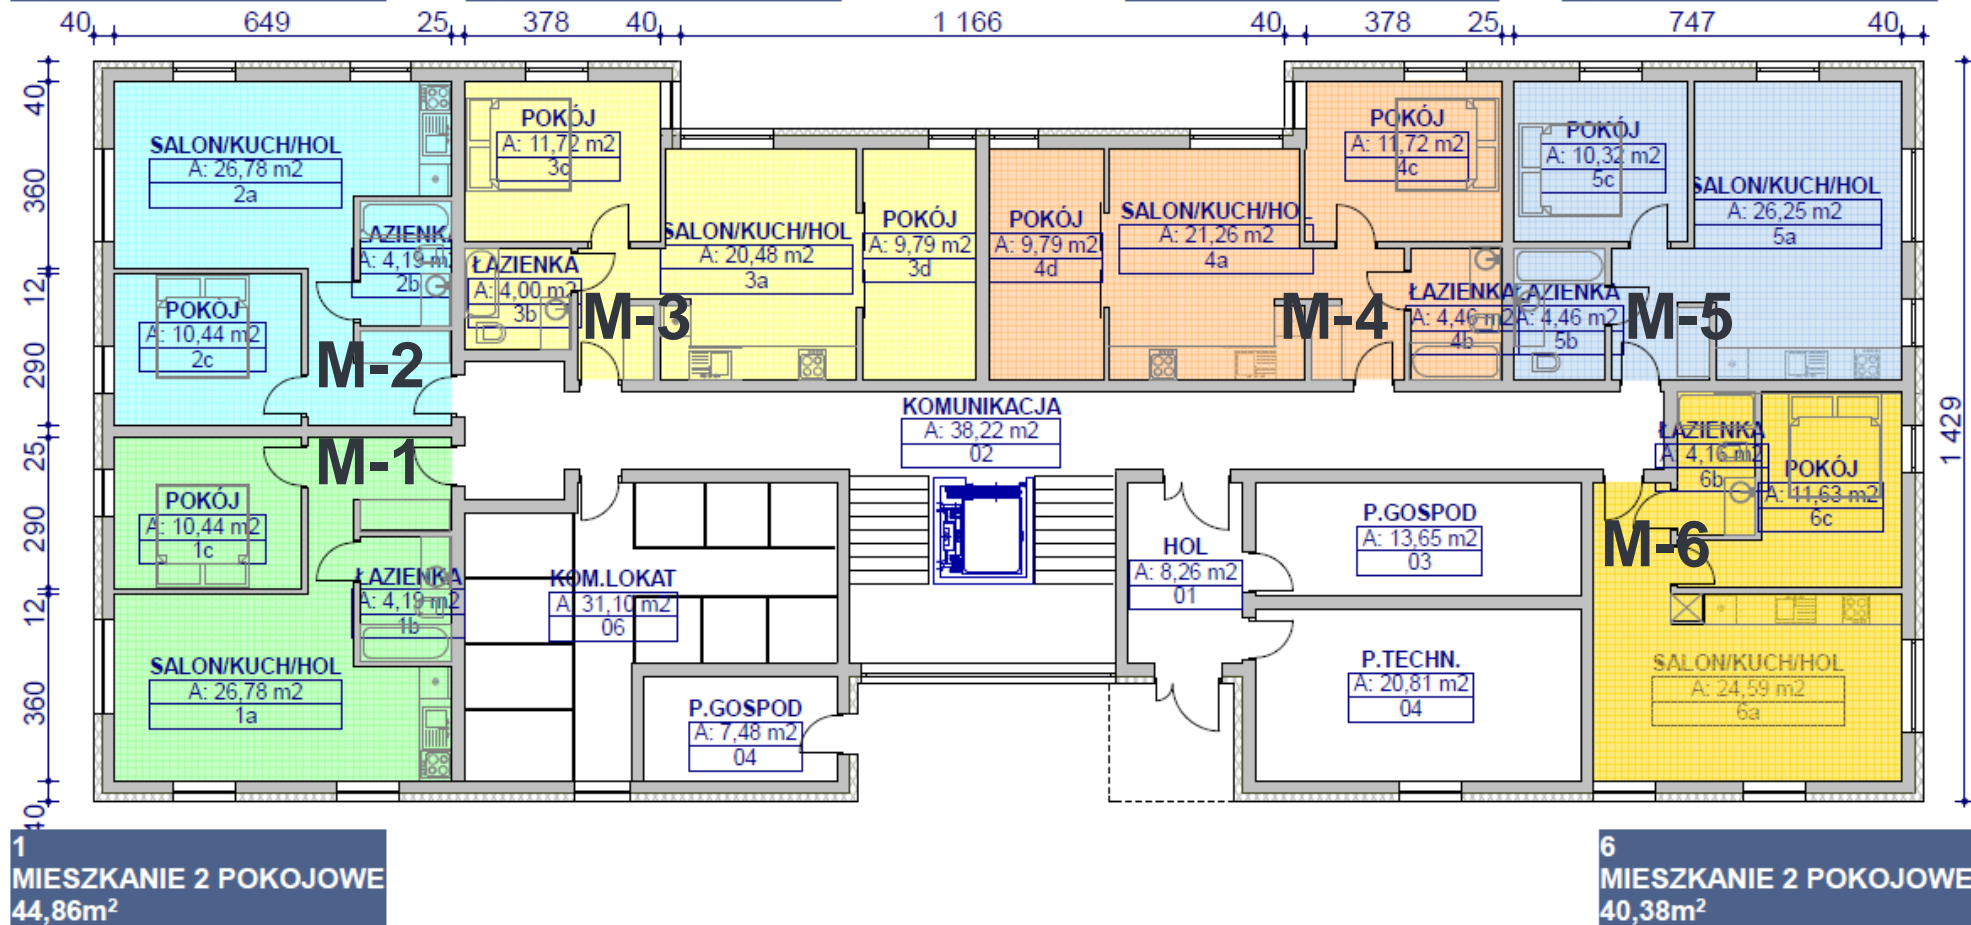 40 649 25 378 40 1 166 40 378 25 747 40
40
360
12
290
25
290
12
360
40
1 429
SALON/KUCH/HOL
A: 26,78 m2
2a
ŁAZIENKA
A: 4,19 m2
2b
POKÓJ
A: 10,44 m2
2c
M-2
POKÓJ
A: 11,72 m2
3c
SALON/KUCH/HOL
A: 20,48 m2
3a
POKÓJ
A: 9,79 m2
3d
ŁAZIENKA
A: 4,00 m2
3b
M-3
POKÓJ
A: 9,79 m2
4d
SALON/KUCH/HOL
A: 21,26 m2
4a
POKÓJ
A: 11,72 m2
4c
ŁAZIENKA
A: 4,46 m2
4b
M-4
POKÓJ
A: 10,32 m2
5c
SALON/KUCH/HOL
A: 26,25 m2
5a
ŁAZIENKA
A: 4,46 m2
5b
M-5
KOMUNIKACJA
A: 38,22 m2
02
M-1
POKÓJ
A: 10,44 m2
1c
ŁAZIENKA
A: 4,19 m2
1b
SALON/KUCH/HOL
A: 26,78 m2
1a
KOM.LOKAT
A: 31,10 m2
06
P.GOSPOD
A: 7,48 m2
04
HOL
A: 8,26 m2
01
P.GOSPOD
A: 13,65 m2
03
P.TECHN.
A: 20,81 m2
04
ŁAZIENKA
A: 4,16 m2
6b
POKÓJ
A: 11,63 m2
6c
M-6
SALON/KUCH/HOL
A: 24,59 m2
6a
1
MIESZKANIE 2 POKOJOWE
44,86m²
6
MIESZKANIE 2 POKOJOWE
40,38m²